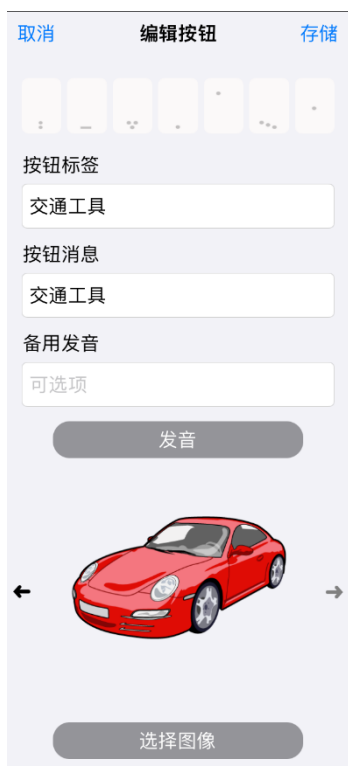 取消 编辑按钮 存储
按钮标签
交通工具
按钮消息
交通工具
备用发音
可选项
发音
选择图像